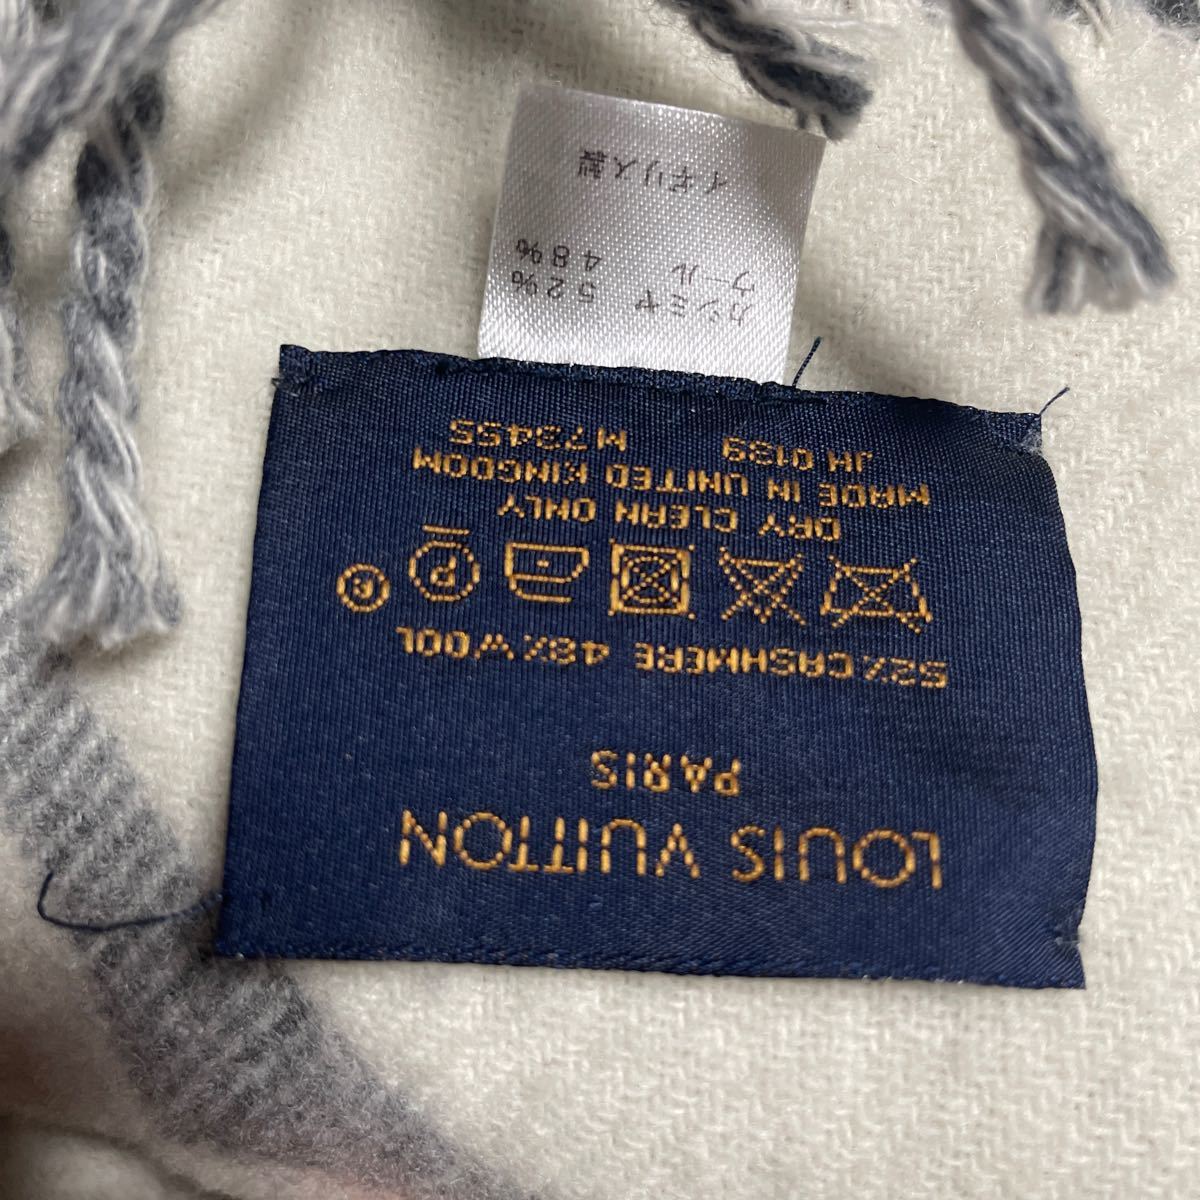 LOUIS VUITTON
PARIS
52% CASHMERE 48% WOOL
P
R
DRY CLEAN ONLY
MADE IN UNITED KINGDOM
JH 0139 M73455
カシミヤ 52%
ウール 48%
イギリス製